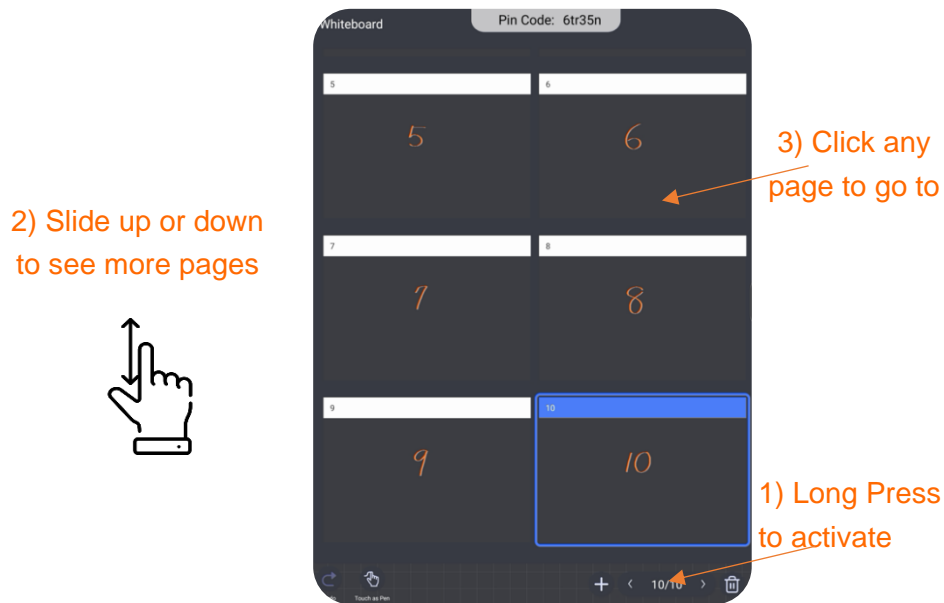 Whiteboard
Pin Code: 6tr35n
5
6
5
6
3) Click any
page to go to
2) Slide up or down
to see more pages
7
8
7
8
9
10
9
10
1) Long Press
to activate
Touch as Pen
10/10